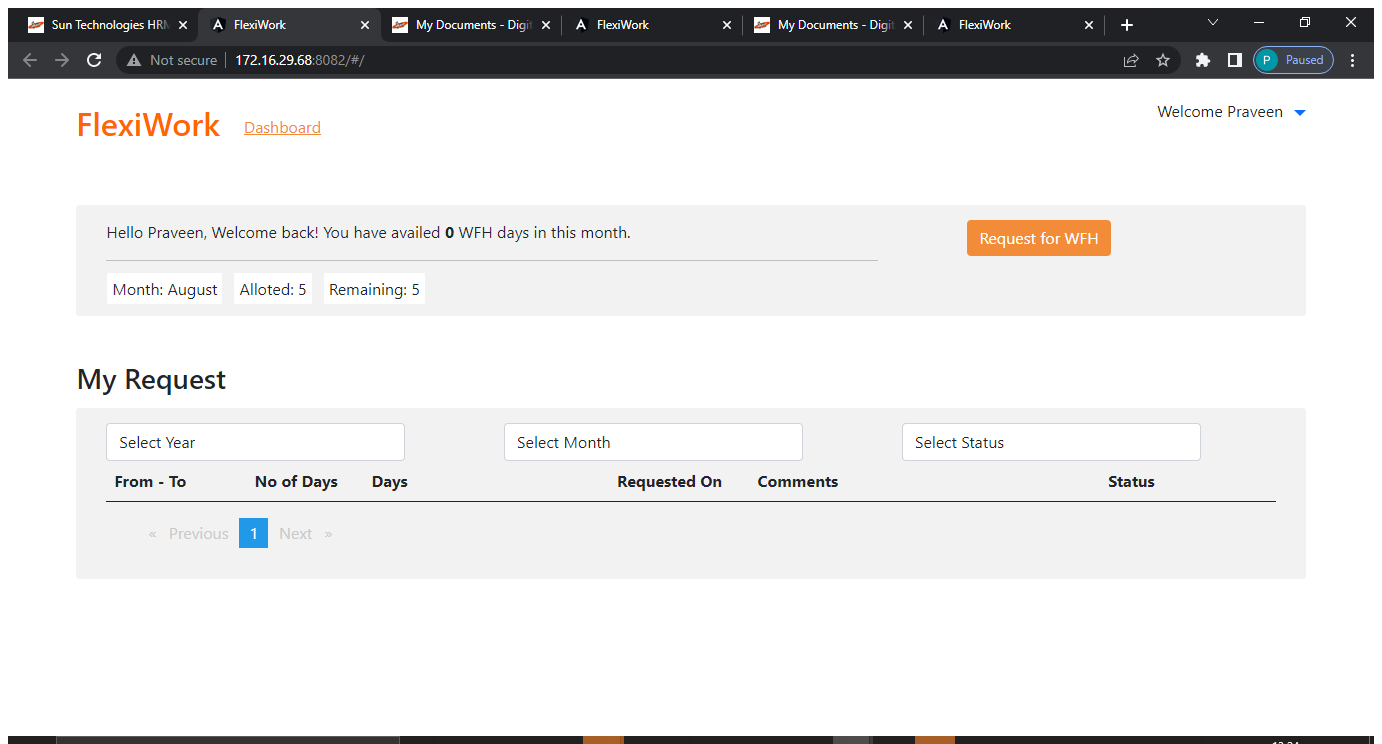 Sun Technologies HRM
FlexiWork
My Documents - Digit
FlexiWork
My Documents - Digit
FlexiWork
Not secure
172.16.29.68:8082/#/
P
Paused
FlexiWork
Dashboard
Welcome Praveen
Hello Praveen, Welcome back! You have availed 0 WFH days in this month.
Request for WFH
Month: August
Alloted: 5
Remaining: 5
My Request
Select Year
Select Month
Select Status
From - To
No of Days
Days
Requested On
Comments
Status
« Previous 1 Next »